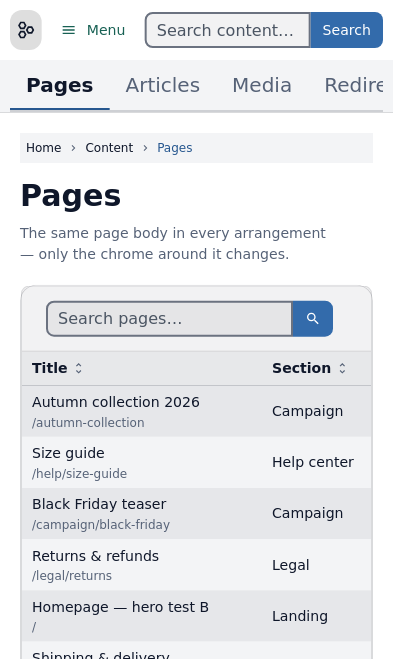 Menu
Search content…
Search
Pages
Articles
Media
Redire
Home › Content › Pages
Pages
The same page body in every arrangement
— only the chrome around it changes.
Search pages…
Title
Section
Autumn collection 2026
/autumn-collection
Campaign
Size guide
/help/size-guide
Help center
Black Friday teaser
/campaign/black-friday
Campaign
Returns & refunds
/legal/returns
Legal
Homepage — hero test B
/
Landing
Shipping & delivery